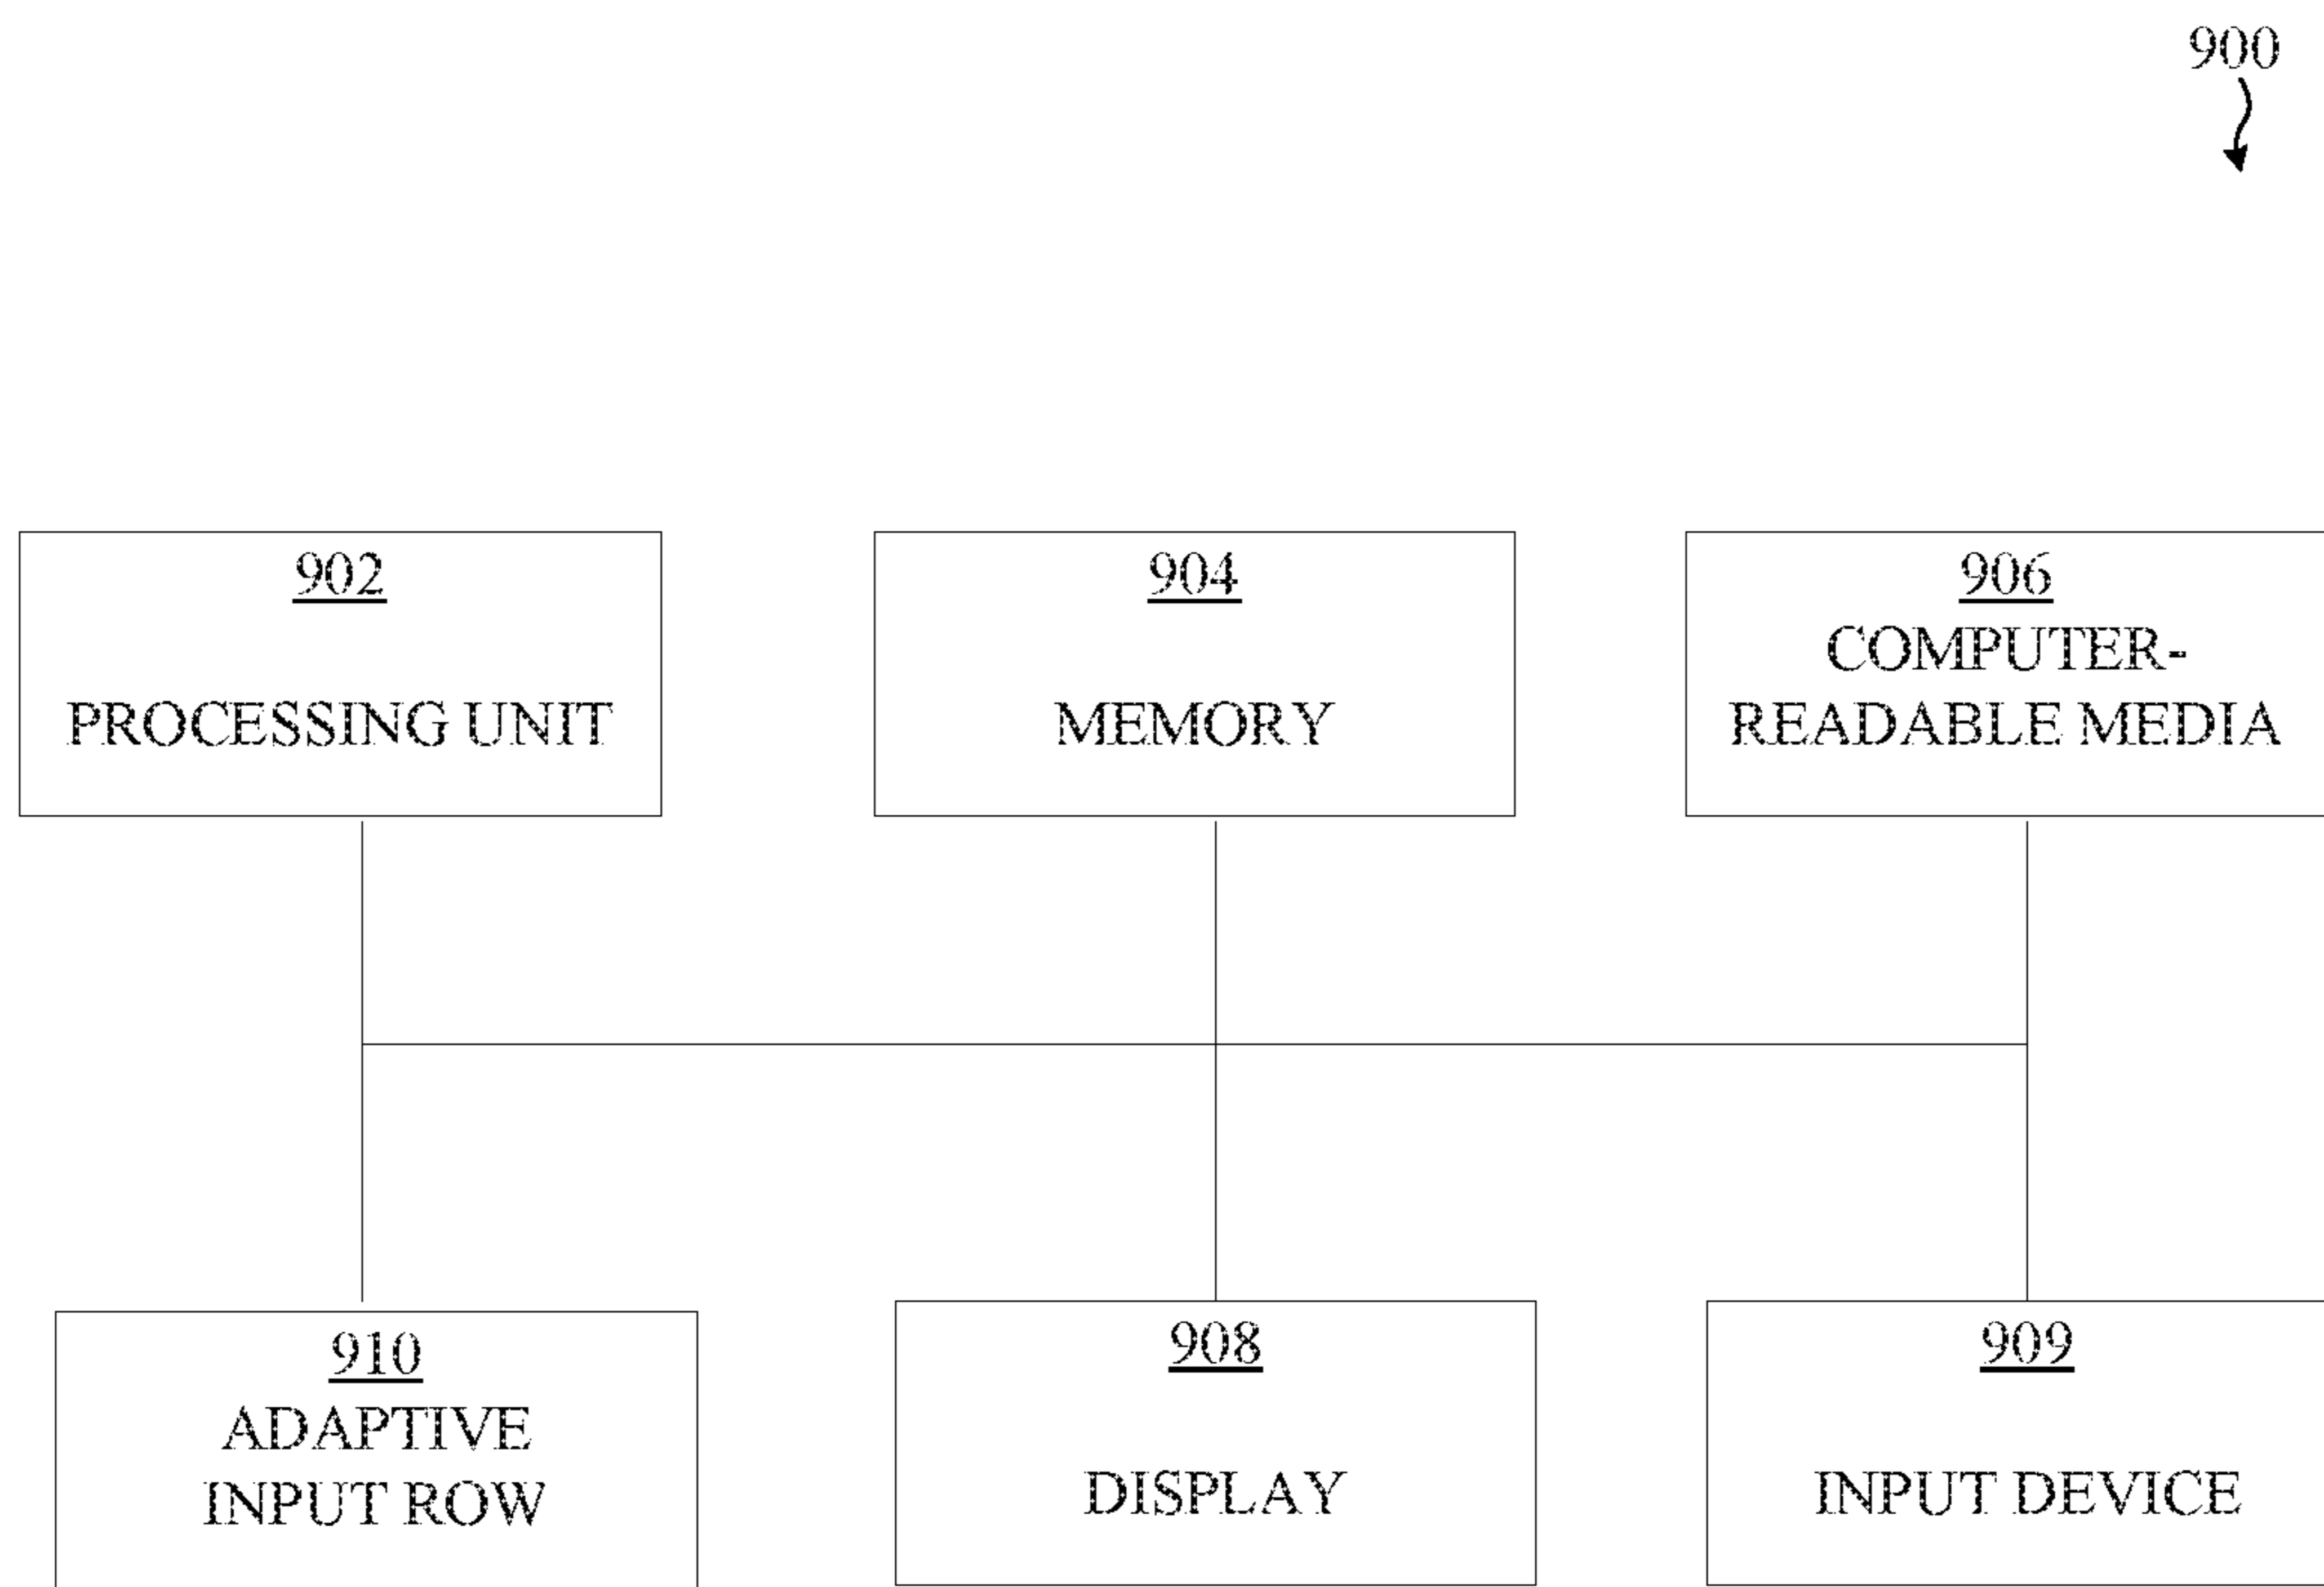 900
902
PROCESSING UNIT
904
MEMORY
906
COMPUTER-
READABLE MEDIA
910
ADAPTIVE
INPUT ROW
908
DISPLAY
909
INPUT DEVICE